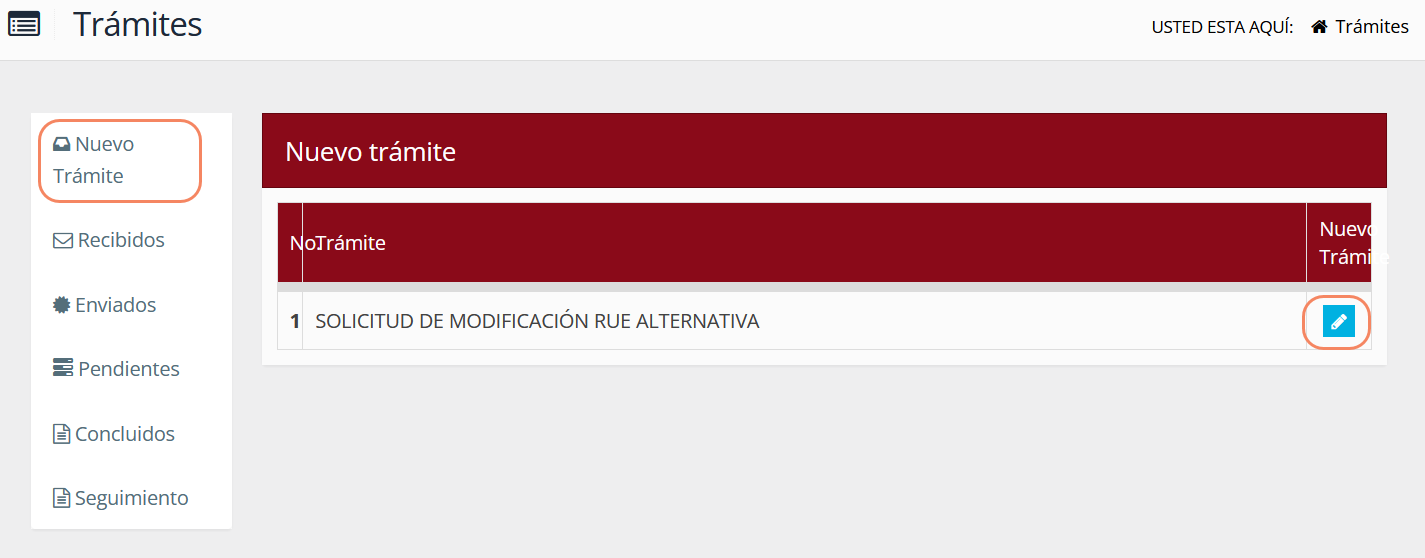 Trámites
USTED ESTA AQUÍ: Trámites
Nuevo
Trámite
Recibidos
Enviados
Pendientes
Concluidos
Seguimiento
Nuevo trámite
No.
Trámite
Nuevo
Trámite
1 SOLICITUD DE MODIFICACIÓN RUE ALTERNATIVA